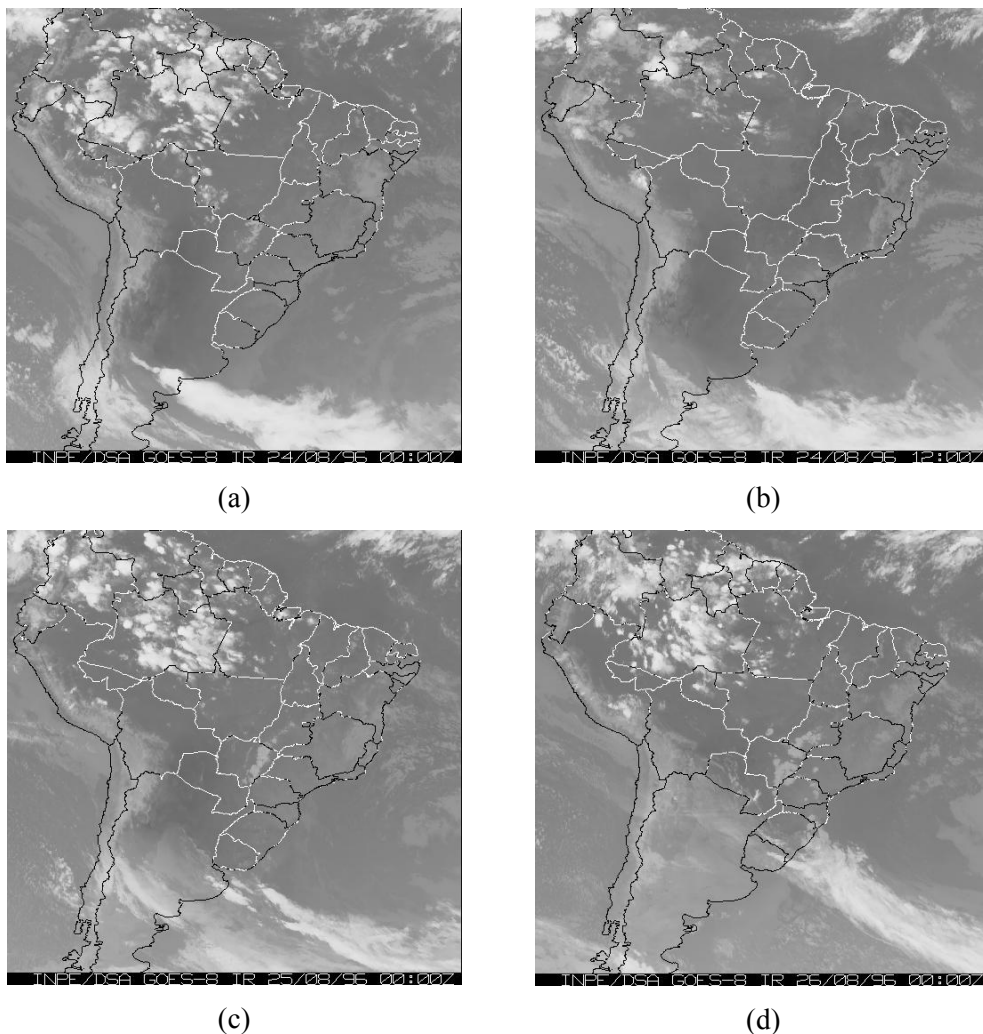 INPE/DSA GOES-8 IR 24/08/96 00:00Z
INPE/DSA GOES-8 IR 24/08/96 12:00Z
(a)
(b)
INPE/DSA GOES-8 IR 25/08/96 00:00Z
INPE/DSA GOES-8 IR 26/08/96 00:00Z
(c)
(d)